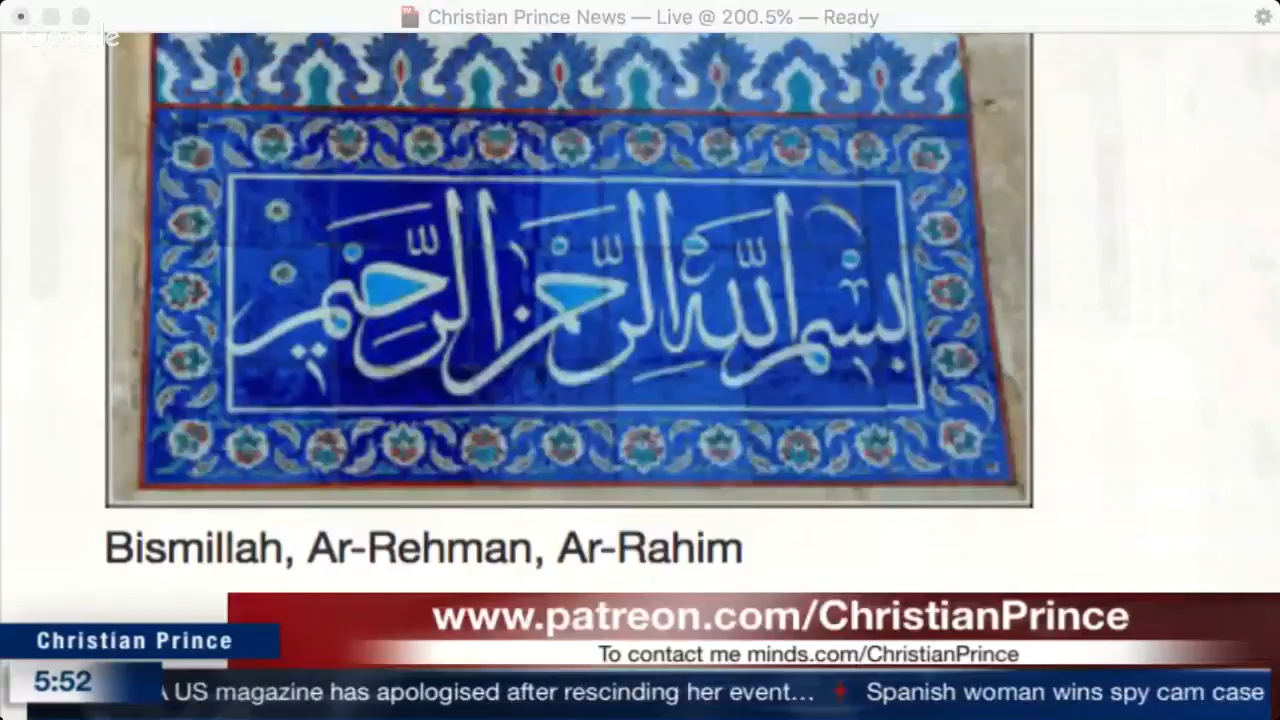 Christian Prince News — Live @ 200.5% — Ready
Google
بسم الله الرحمن الرحيم
Bismillah, Ar-Rehman, Ar-Rahim
www.patreon.com/ChristianPrince
Christian Prince
To contact me minds.com/ChristianPrince
5:52
A US magazine has apologised after rescinding her event... Spanish woman wins spy cam case